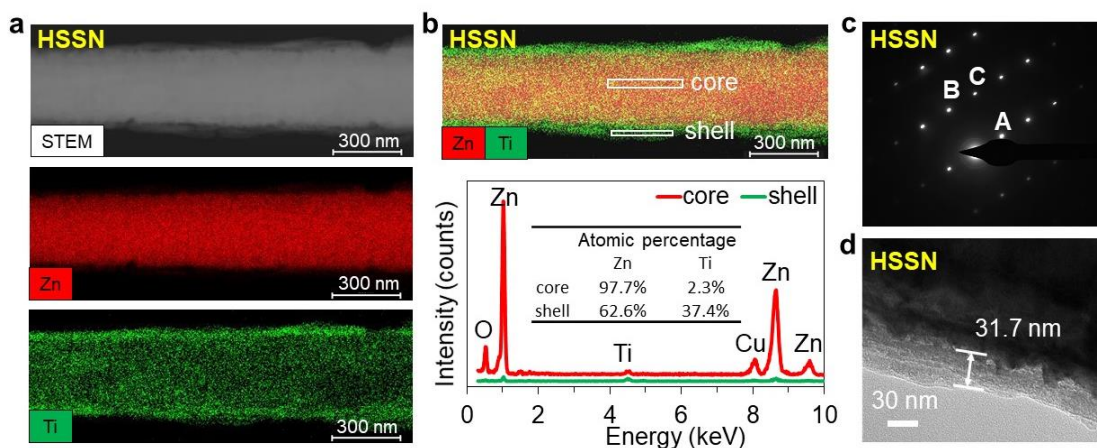 a
HSSN
STEM
300 nm
Zn
300 nm
Ti
300 nm
b
HSSN
core
shell
Zn Ti
300 nm
Intensity (counts)
Zn
core shell
Atomic percentage
Zn Ti
core 97.7% 2.3%
shell 62.6% 37.4%
O
Ti
Cu
Zn
Zn
0 2 4 6 8 10
Energy (keV)
c
HSSN
C
B
A
d
HSSN
31.7 nm
30 nm